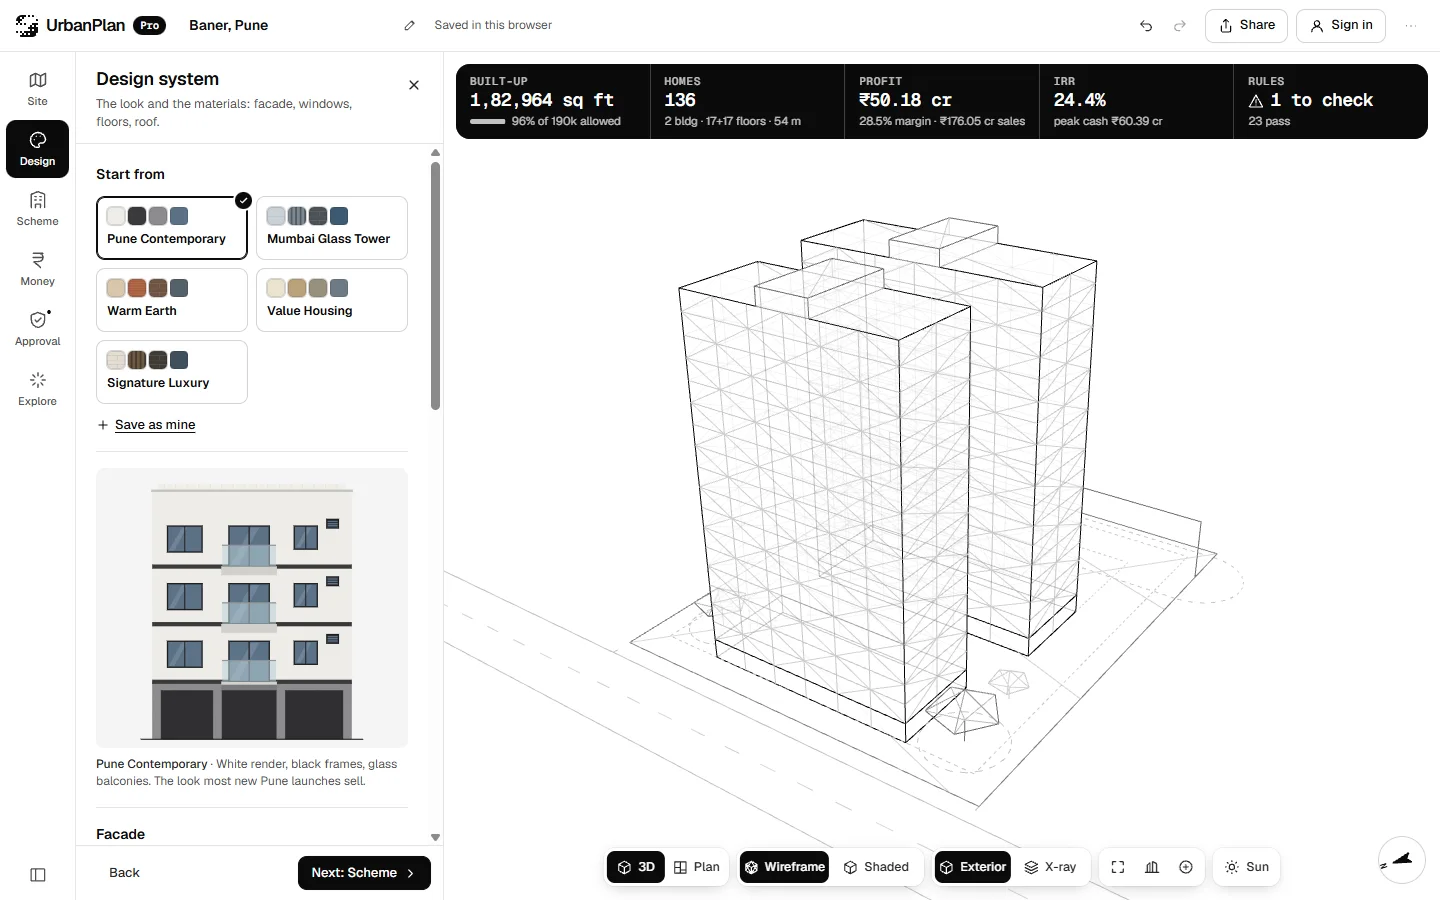 UrbanPlan Pro
Baner, Pune
Saved in this browser
Share
Sign in
Site
Design
Scheme
Money
Approval
Explore
Design system
The look and the materials: facade, windows,
floors, roof.
Start from
Pune Contemporary
Mumbai Glass Tower
Warm Earth
Value Housing
Signature Luxury
+ Save as mine
Pune Contemporary · White render, black frames, glass
balconies. The look most new Pune launches sell.
Facade
Back
Next: Scheme
BUILT-UP
1,82,964 sq ft
96% of 190k allowed
HOMES
136
2 bldg · 17+17 floors · 54 m
PROFIT
₹50.18 cr
28.5% margin · ₹176.05 cr sales
IRR
24.4%
peak cash ₹60.39 cr
RULES
1 to check
23 pass
3D
Plan
Wireframe
Shaded
Exterior
X-ray
Sun